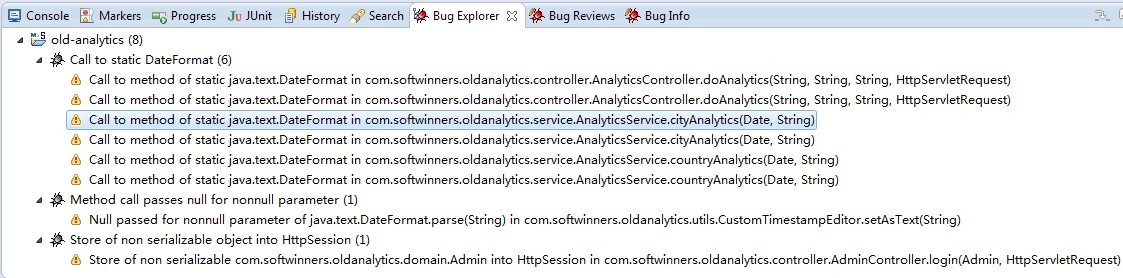 Console Markers Progress JUnit History Search Bug Explorer Bug Reviews Bug Info
old-analytics (8)
Call to static DateFormat (6)
Call to method of static java.text.DateFormat in com.softwinners.oldanalytics.controller.AnalyticsController.doAnalytics(String, String, String, HttpServletRequest)
Call to method of static java.text.DateFormat in com.softwinners.oldanalytics.controller.AnalyticsController.doAnalytics(String, String, String, HttpServletRequest)
Call to method of static java.text.DateFormat in com.softwinners.oldanalytics.service.AnalyticsService.cityAnalytics(Date, String)
Call to method of static java.text.DateFormat in com.softwinners.oldanalytics.service.AnalyticsService.cityAnalytics(Date, String)
Call to method of static java.text.DateFormat in com.softwinners.oldanalytics.service.AnalyticsService.countryAnalytics(Date, String)
Call to method of static java.text.DateFormat in com.softwinners.oldanalytics.service.AnalyticsService.countryAnalytics(Date, String)
Method call passes null for nonnull parameter (1)
Null passed for nonnull parameter of java.text.DateFormat.parse(String) in com.softwinners.oldanalytics.utils.CustomTimestampEditor.setAsText(String)
Store of non serializable object into HttpSession (1)
Store of non serializable com.softwinners.oldanalytics.domain.Admin into HttpSession in com.softwinners.oldanalytics.controller.AdminController.login(Admin, HttpServletRequest)